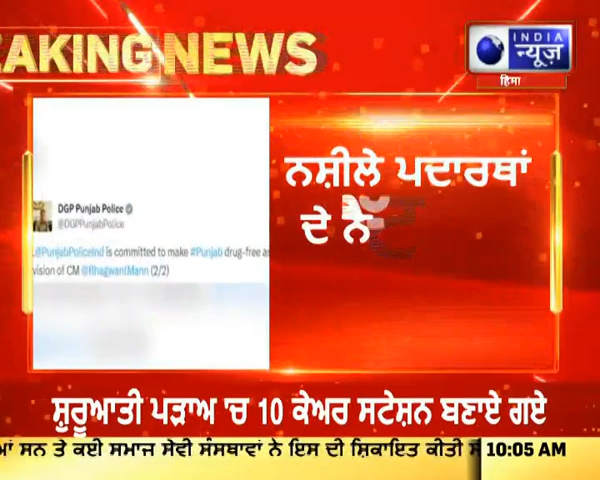 BREAKING NEWS
INDIA
न्यूज़
हिमा
ਨਸ਼ੀਲੇ ਪਦਾਰਥਾਂ
ਦੇ ਨੈੱ
DGP Punjab Police
@DGPPunjabPolice
.@PunjabPoliceInd is committed to make #Punjab drug-free as
vision of CM @BhagwantMann (2/2)
ਸ਼ੁਰੂਆਤੀ ਪੜਾਅ 'ਚ 10 ਕੇਅਰ ਸਟੇਸ਼ਨ ਬਣਾਏ ਗਏ
ਸਨ ਤੇ ਕਈ ਸਮਾਜ ਸੇਵੀ ਸੰਸਥਾਵਾਂ ਨੇ ਇਸ ਦੀ ਸ਼ਿਕਾਇਤ ਕੀਤੀ
10:05 AM